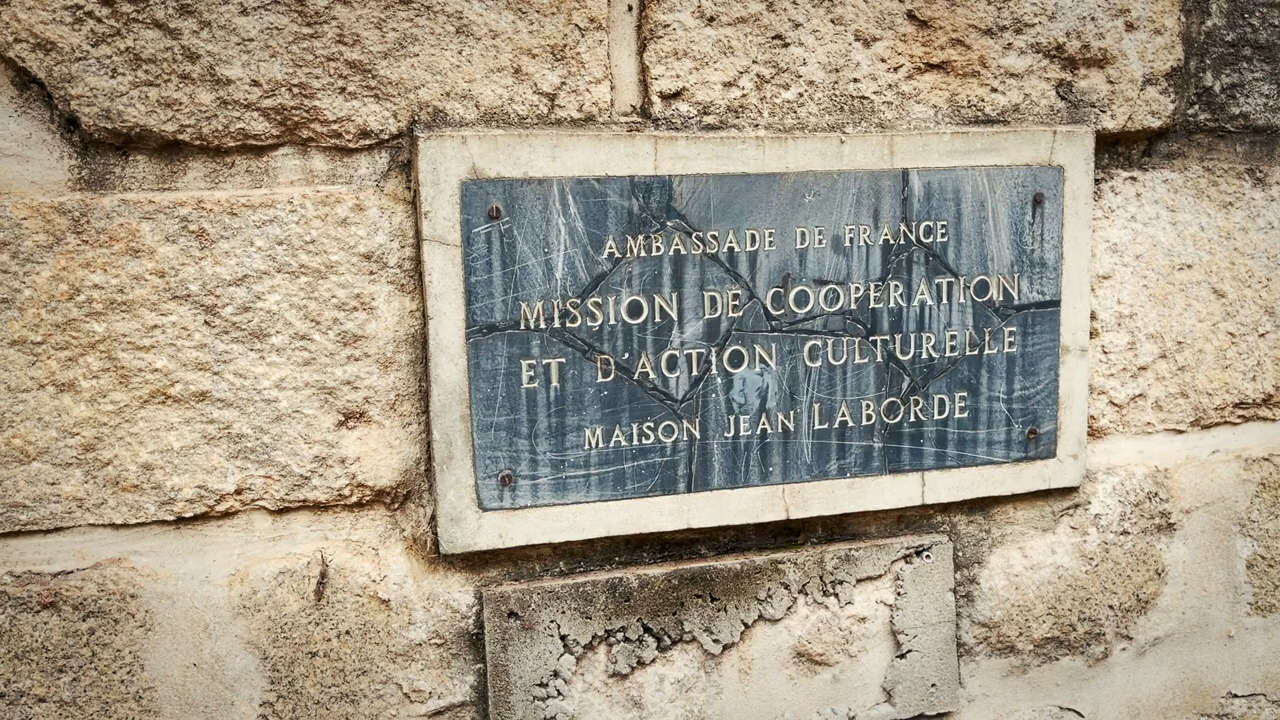 AMBASSADE DE FRANCE
MISSION DE COOPERATION
ET D'ACTION CULTURELLE
MAISON JEAN LABORDE